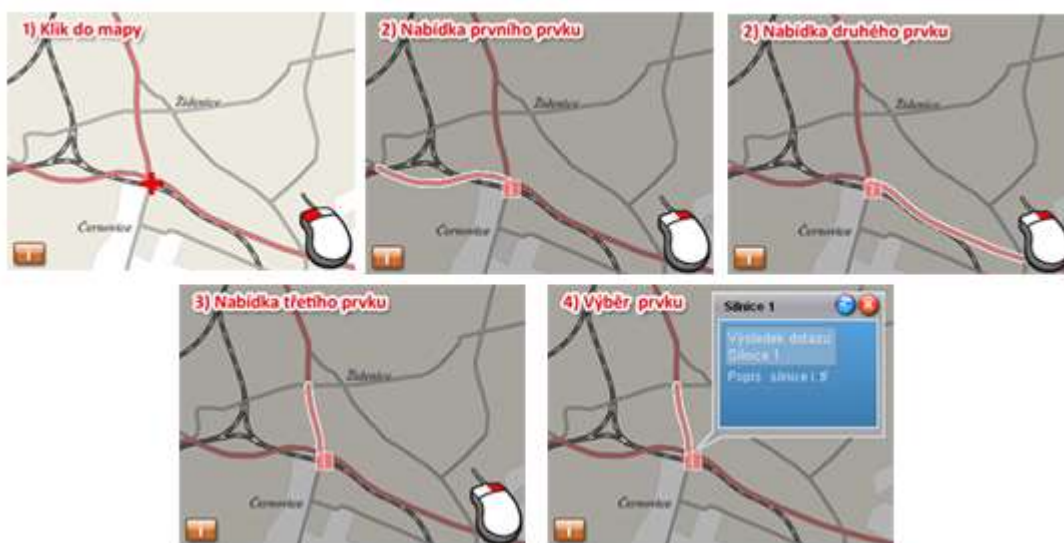 1) Klik do mapy
Židenice
Černovice
2) Nabídka prvního prvku
Židenice
Černovice
2) Nabídka druhého prvku
Židenice
Černovice
3) Nabídka třetího prvku
Židenice
Černovice
4) Výběr prvku
Silnice 1
Výsledek dotazu
Silnice 1
Popis silnice
Černovice